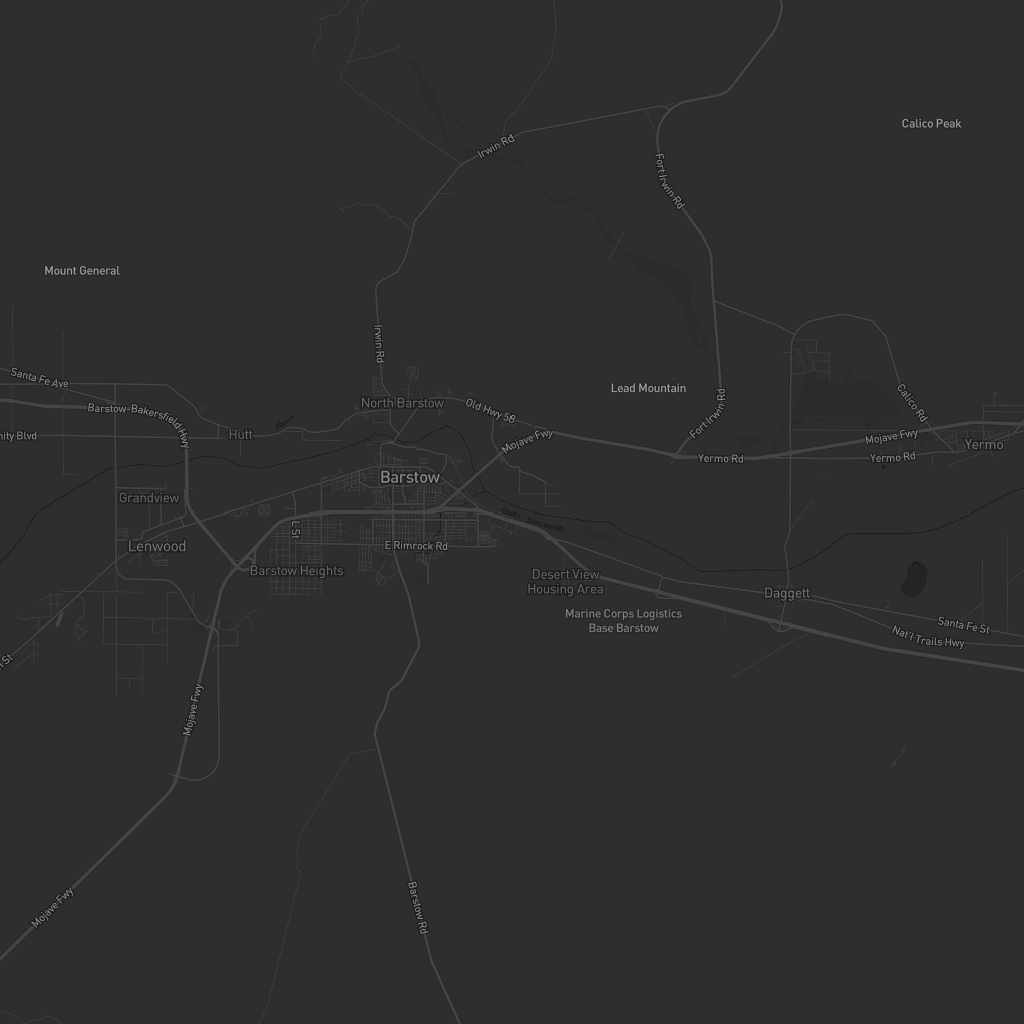 Calico Peak
Irwin Rd
Fort Irwin Rd
Mount General
Irwin Rd
Santa Fe Ave
Lead Mountain
Barstow-Bakersfield Hwy
North Barstow
Old Hwy 58
Fort Irwin Rd
Calico Rd
nity Blvd
Hutt
Mojave Fwy
Mojave Fwy
Yermo
Yermo Rd
Yermo Rd
Barstow
Grandview
L St
Lenwood
E Rimrock Rd
Barstow Heights
Desert View
Housing Area
Daggett
Marine Corps Logistics
Base Barstow
Santa Fe St
Nat'l Trails Hwy
St
Mojave Fwy
Mojave Fwy
Barstow Rd